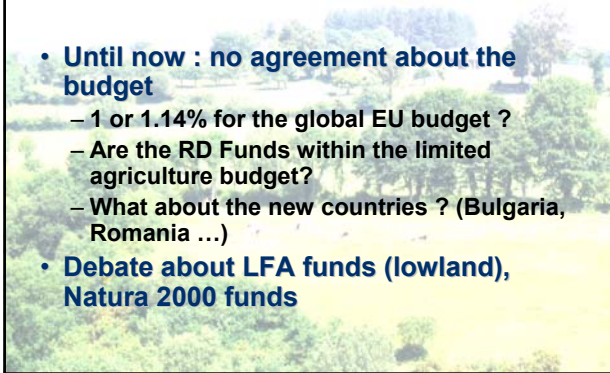 • Until now : no agreement about the
budget
– 1 or 1.14% for the global EU budget ?
– Are the RD Funds within the limited
agriculture budget?
– What about the new countries ? (Bulgaria,
Romania ...)
• Debate about LFA funds (lowland),
Natura 2000 funds